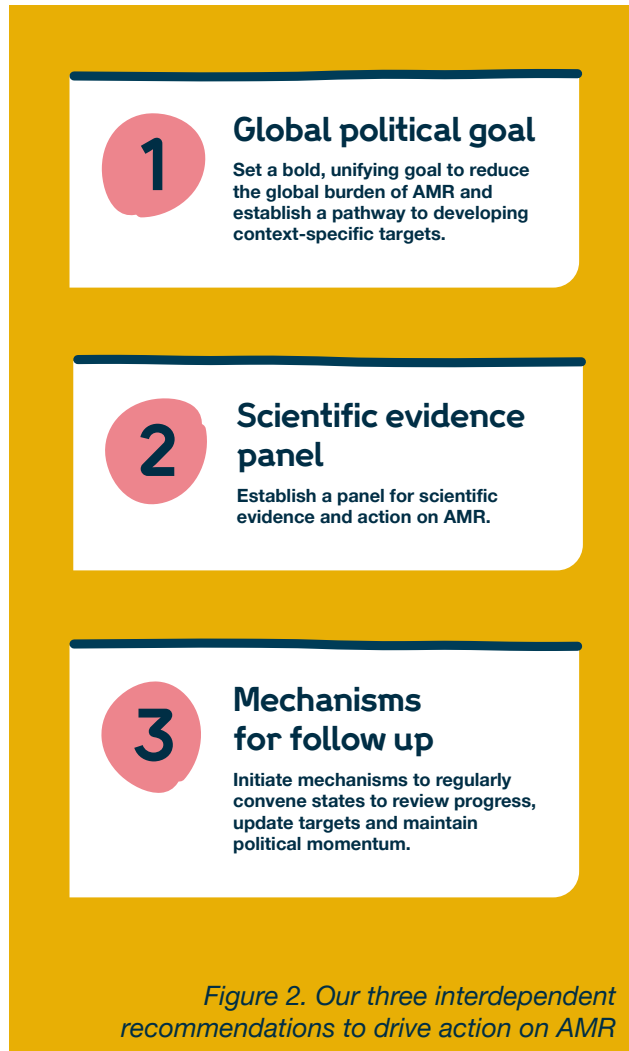 1
Global political goal
Set a bold, unifying goal to reduce
the global burden of AMR and
establish a pathway to developing
context-specific targets.
2
Scientific evidence
panel
Establish a panel for scientific
evidence and action on AMR.
3
Mechanisms
for follow up
Initiate mechanisms to regularly
convene states to review progress,
update targets and maintain
political momentum.
Figure 2. Our three interdependent
recommendations to drive action on AMR